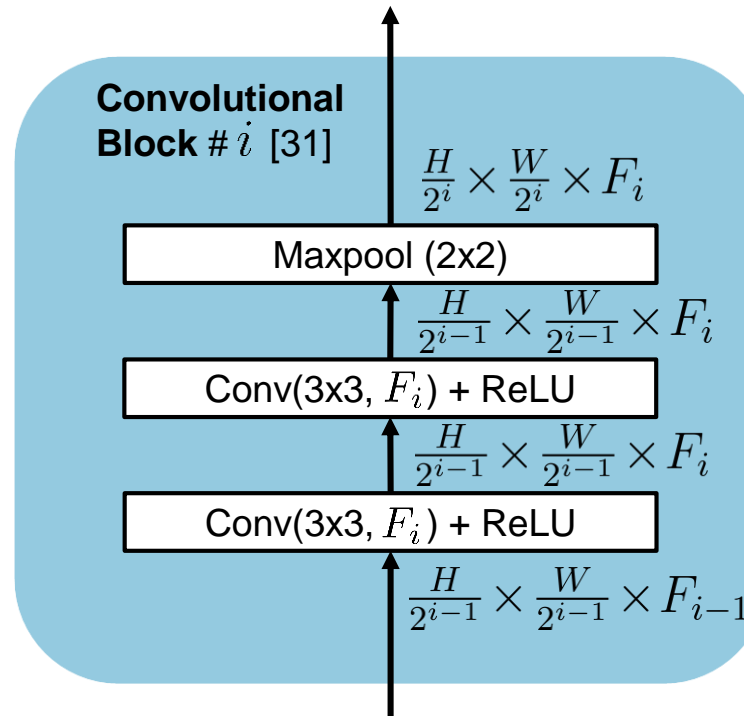 Convolutional
Block # i [31]
H/2^i × W/2^i × F_i
Maxpool (2x2)
H/2^{i−1} × W/2^{i−1} × F_i
Conv(3x3, F_i) + ReLU
H/2^{i−1} × W/2^{i−1} × F_i
Conv(3x3, F_i) + ReLU
H/2^{i−1} × W/2^{i−1} × F_{i−1}